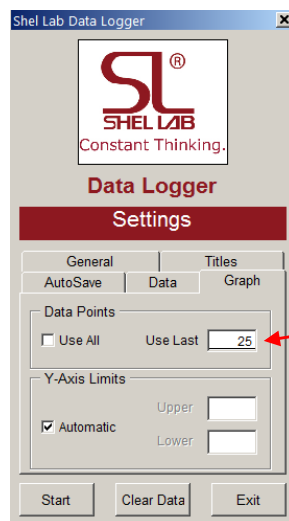 Shel Lab Data Logger
SL ®
SHEL LAB
Constant Thinking.
Data Logger
Settings
General Titles
AutoSave Data Graph
Data Points
Use All Use Last 25
Y-Axis Limits
Upper
Automatic
Lower
Start Clear Data Exit